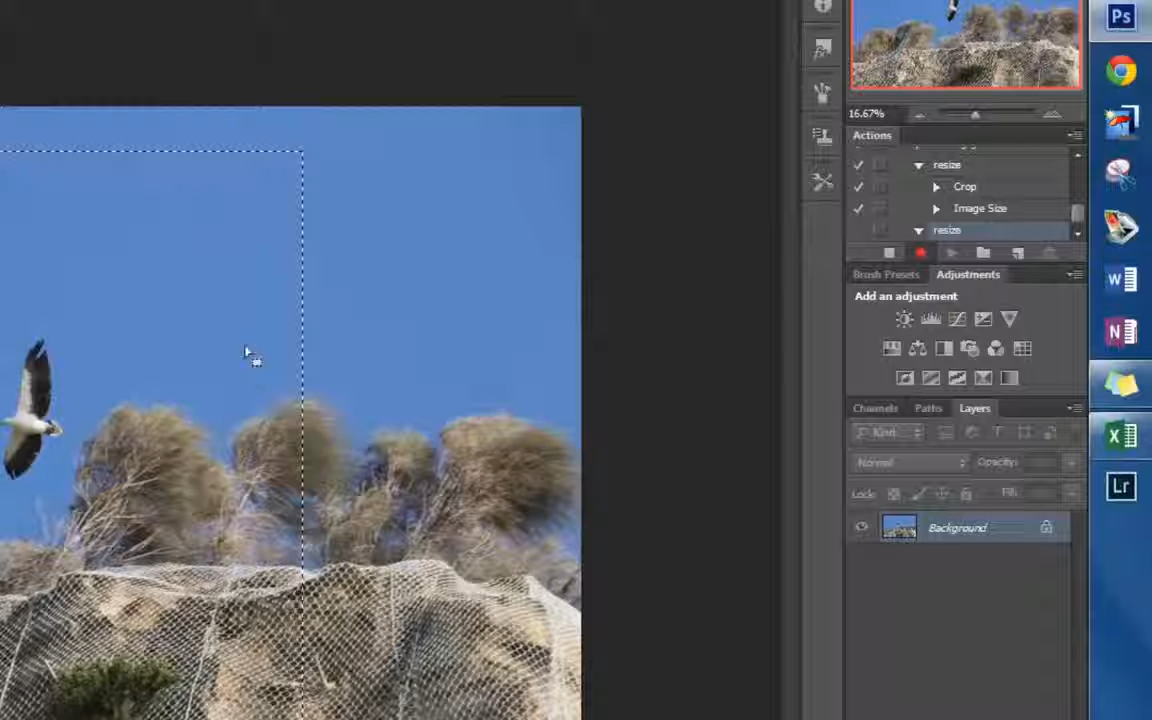 Ps
16.67%
Actions
resize
Crop
Image Size
resize
Brush Presets
Adjustments
Add an adjustment
Channels
Paths
Layers
Kind
T
Normal
Opacity:
Lock:
Fill:
Background
W
N
X
Lr